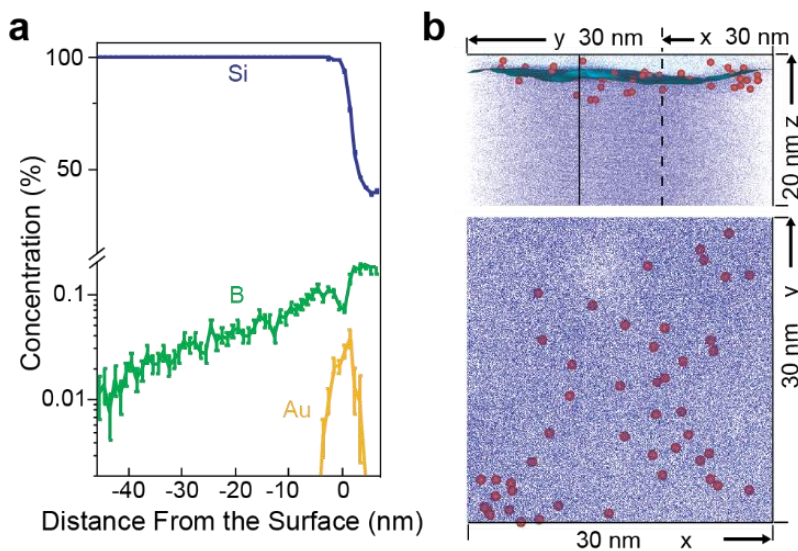 a
Concentration (%)
100
50
0.1
0.01
Si
B
Au
-40 -30 -20 -10 0
Distance From the Surface (nm)
b
y 30 nm x 30 nm
20 nm z
30 nm y
30 nm x